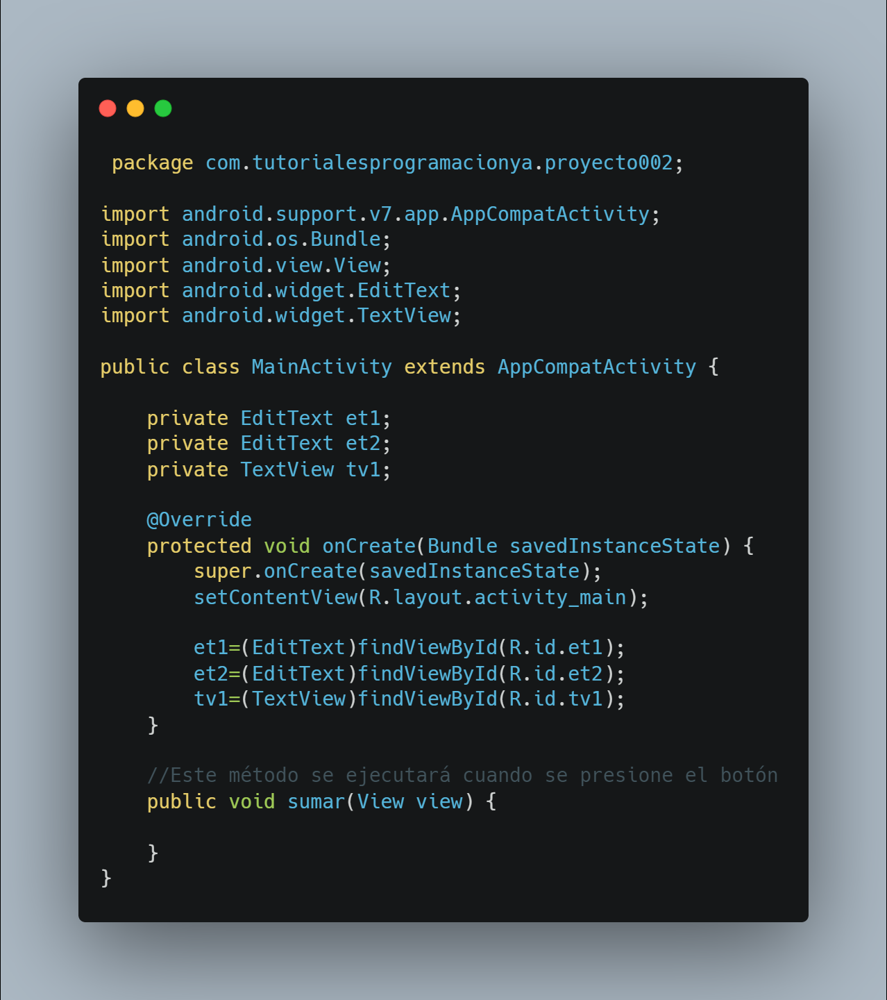 package com.tutorialesprogramacionya.proyecto002;
import android.support.v7.app.AppCompatActivity;
import android.os.Bundle;
import android.view.View;
import android.widget.EditText;
import android.widget.TextView;
public class MainActivity extends AppCompatActivity {
    private EditText et1;
    private EditText et2;
    private TextView tv1;
    @Override
    protected void onCreate(Bundle savedInstanceState) {
        super.onCreate(savedInstanceState);
        setContentView(R.layout.activity_main);
        et1=(EditText)findViewById(R.id.et1);
        et2=(EditText)findViewById(R.id.et2);
        tv1=(TextView)findViewById(R.id.tv1);
    }
    //Este método se ejecutará cuando se presione el botón
    public void sumar(View view) {
    }
}